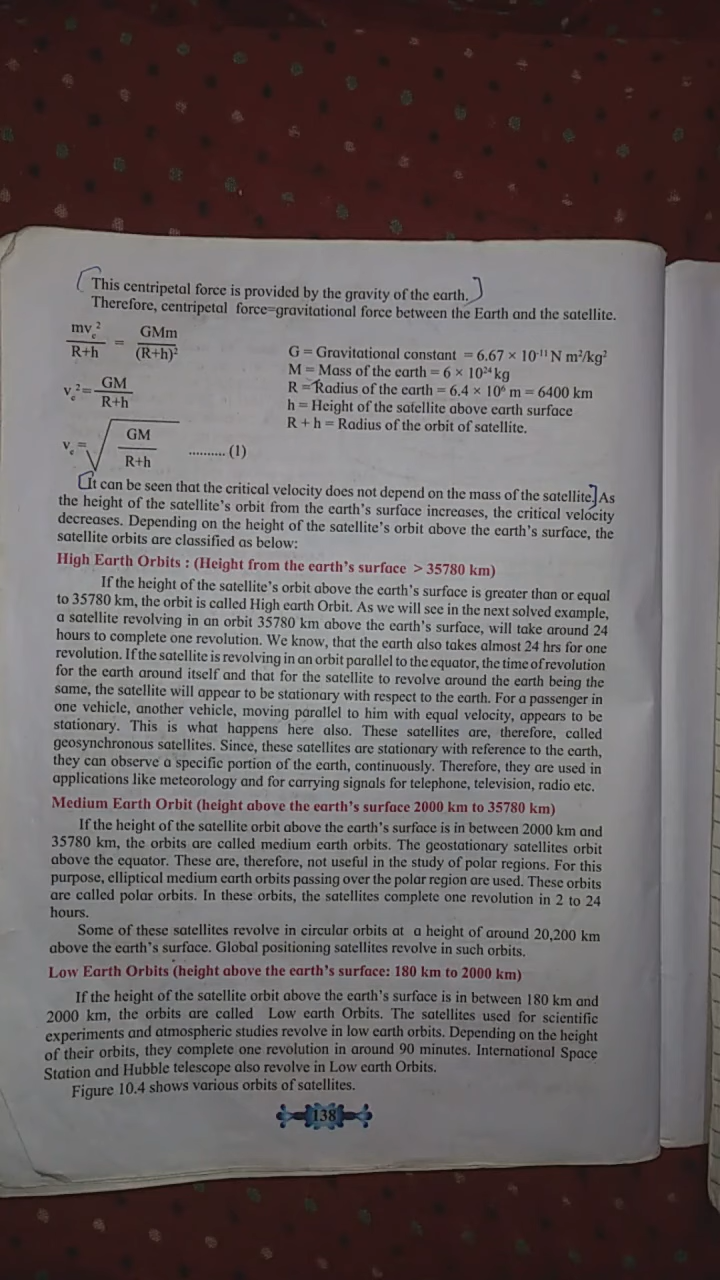 This centripetal force is provided by the gravity of the earth.
Therefore, centripetal force=gravitational force between the Earth and the satellite.
mv_c²/R+h = GMm/(R+h)²
v_c² = GM/R+h
v_c = √(GM/R+h) .......... (1)
G = Gravitational constant = 6.67 × 10⁻¹¹ N m²/kg²
M = Mass of the earth = 6 × 10²⁴ kg
R = Radius of the earth = 6.4 × 10⁶ m = 6400 km
h = Height of the satellite above earth surface
R + h = Radius of the orbit of satellite.
It can be seen that the critical velocity does not depend on the mass of the satellite. As
the height of the satellite's orbit from the earth's surface increases, the critical velocity
decreases. Depending on the height of the satellite's orbit above the earth's surface, the
satellite orbits are classified as below:
High Earth Orbits : (Height from the earth's surface > 35780 km)
If the height of the satellite's orbit above the earth's surface is greater than or equal
to 35780 km, the orbit is called High earth Orbit. As we will see in the next solved example,
a satellite revolving in an orbit 35780 km above the earth's surface, will take around 24
hours to complete one revolution. We know, that the earth also takes almost 24 hrs for one
revolution. If the satellite is revolving in an orbit parallel to the equator, the time of revolution
for the earth around itself and that for the satellite to revolve around the earth being the
same, the satellite will appear to be stationary with respect to the earth. For a passenger in
one vehicle, another vehicle, moving parallel to him with equal velocity, appears to be
stationary. This is what happens here also. These satellites are, therefore, called
geosynchronous satellites. Since, these satellites are stationary with reference to the earth,
they can observe a specific portion of the earth, continuously. Therefore, they are used in
applications like meteorology and for carrying signals for telephone, television, radio etc.
Medium Earth Orbit (height above the earth's surface 2000 km to 35780 km)
If the height of the satellite orbit above the earth's surface is in between 2000 km and
35780 km, the orbits are called medium earth orbits. The geostationary satellites orbit
above the equator. These are, therefore, not useful in the study of polar regions. For this
purpose, elliptical medium earth orbits passing over the polar region are used. These orbits
are called polar orbits. In these orbits, the satellites complete one revolution in 2 to 24
hours.
Some of these satellites revolve in circular orbits at a height of around 20,200 km
above the earth's surface. Global positioning satellites revolve in such orbits.
Low Earth Orbits (height above the earth's surface: 180 km to 2000 km)
If the height of the satellite orbit above the earth's surface is in between 180 km and
2000 km, the orbits are called Low earth Orbits. The satellites used for scientific
experiments and atmospheric studies revolve in low earth orbits. Depending on the height
of their orbits, they complete one revolution in around 90 minutes. International Space
Station and Hubble telescope also revolve in Low earth Orbits.
Figure 10.4 shows various orbits of satellites.
138